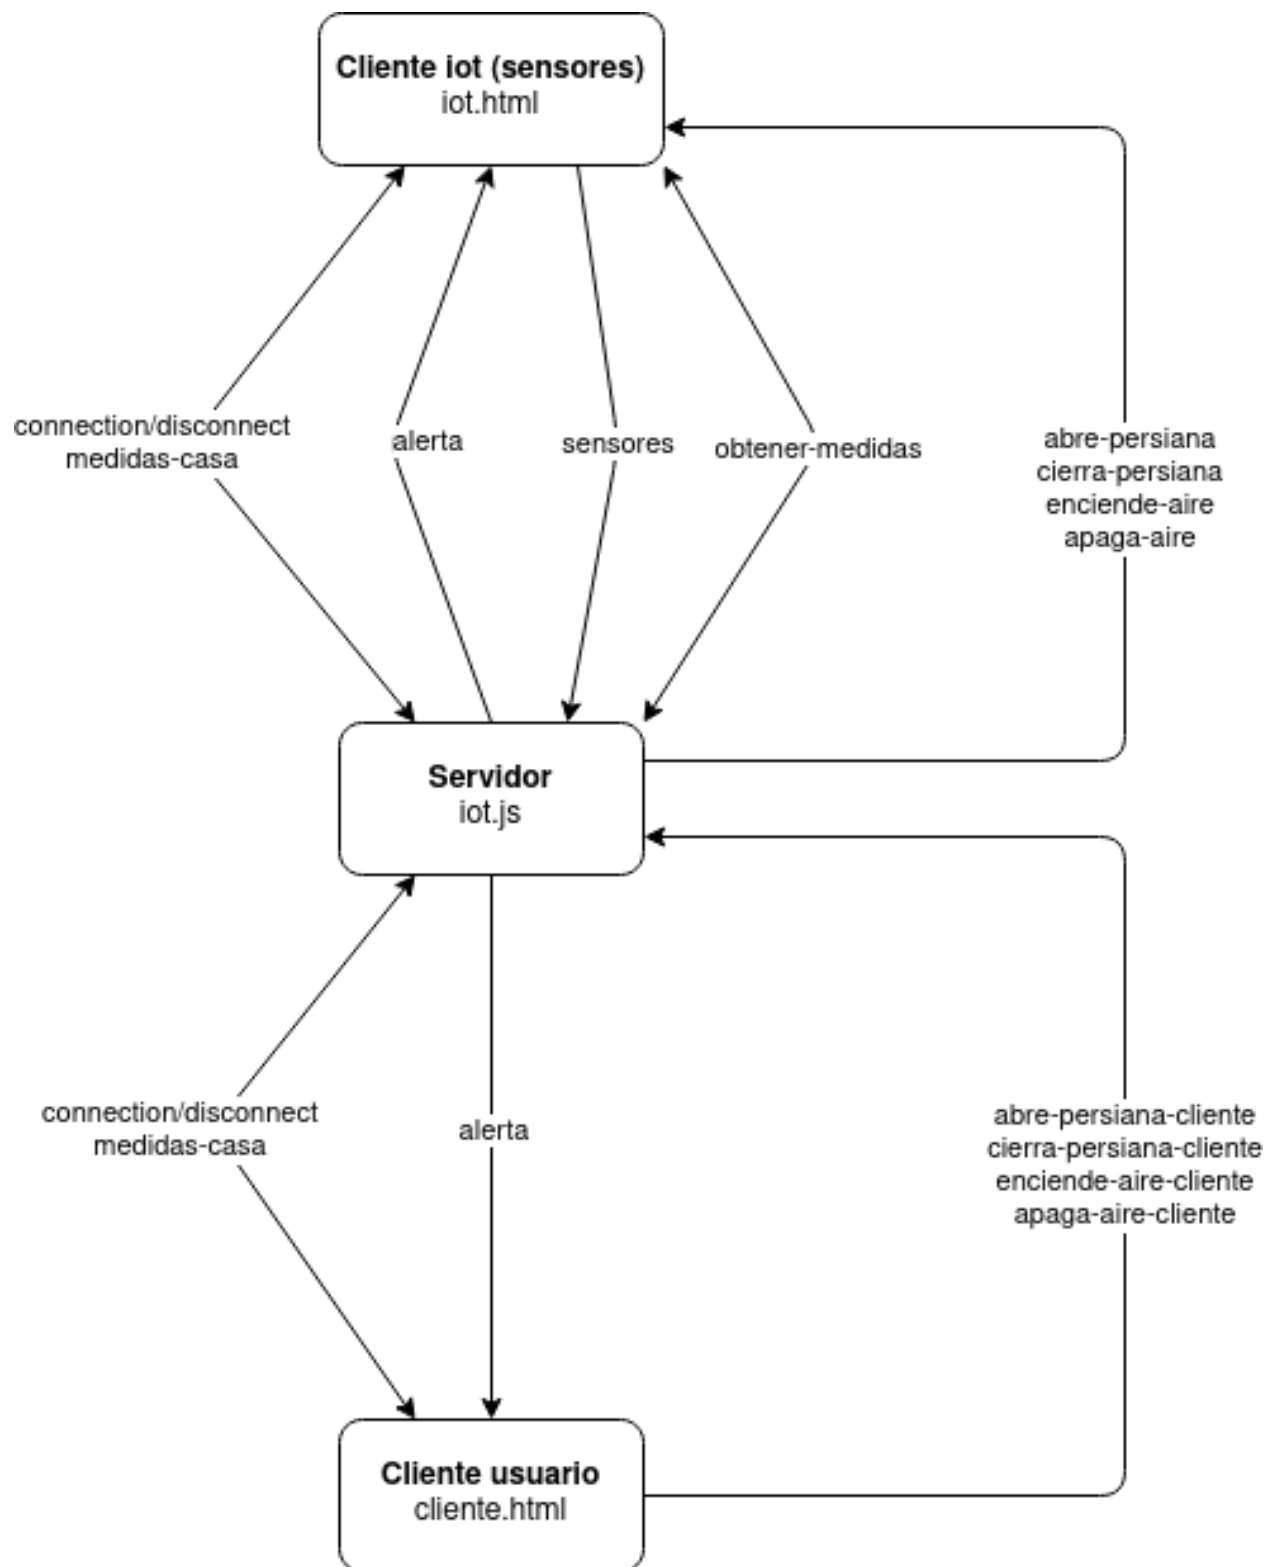 Cliente iot (sensores)
iot.html
connection/disconnect
medidas-casa
alerta
sensores
obtener-medidas
abre-persiana
cierra-persiana
enciende-aire
apaga-aire
Servidor
iot.js
connection/disconnect
medidas-casa
alerta
abre-persiana-cliente
cierra-persiana-cliente
enciende-aire-cliente
apaga-aire-cliente
Cliente usuario
cliente.html